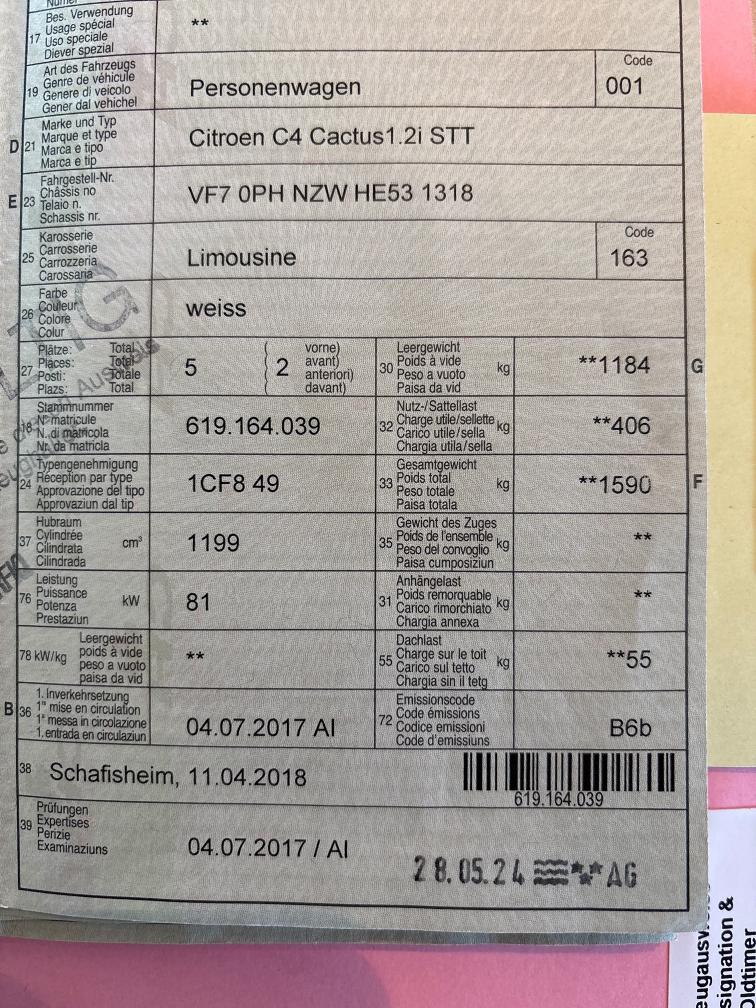 Bes. Verwendung
Usage spécial
17 Uso speciale
Diever spezial
**
Art des Fahrzeugs
Genre de véhicule
19 Genere di veicolo
Gener dal vehichel
Personenwagen
Code
001
Marke und Typ
Marque et type
D 21 Marca e tipo
Marca e tip
Citroen C4 Cactus1.2i STT
Fahrgestell-Nr.
Châssis no
E 23 Telaio n.
Schassis nr.
VF7 0PH NZW HE53 1318
Karosserie
Carrosserie
25 Carrozzeria
Carossaria
Limousine
Code
163
Farbe
Couleur
26 Colore
Colur
weiss
Plätze: Total
Places: Total
27 Posti: Totale
Plazs: Total
5
( 2 vorne)
avant)
anteriori)
davant)
Leergewicht
30 Poids à vide kg
Peso a vuoto
Paisa da vid
**1184 G
Stammnummer
18 N° matricule
N. di matricola
N. da matricla
619.164.039
Nutz-/Sattellast
32 Charge utile/sellette kg
Carico utile/sella
Chargia utila/sella
**406
Typengenehmigung
24 Réception par type
Approvazione del tipo
Approvaziun dal tip
1CF8 49
Gesamtgewicht
33 Poids total kg
Peso totale
Paisa totala
**1590 F
Hubraum
37 Cylindrée cm³
Cilindrata
Cilindrada
1199
Gewicht des Zuges
35 Poids de l'ensemble kg
Peso del convoglio
Paisa cumposiziun
**
Leistung
76 Puissance kW
Potenza
Prestaziun
81
Anhängelast
31 Poids remorquable kg
Carico rimorchiato
Chargia annexa
**
Leergewicht
78 kW/kg poids à vide
peso a vuoto
paisa da vid
**
Dachlast
55 Charge sur le toit kg
Carico sul tetto
Chargia sin il tetg
**55
1. Inverkehrsetzung
B 36 1re mise en circulation
1a messa in circolazione
1. entrada en circulaziun
04.07.2017 AI
Emissionscode
72 Code émissions
Codice emissioni
Code d'emissiuns
B6b
38 Schafisheim, 11.04.2018
619.164.039
Prüfungen
39 Expertises
Perizie
Examinaziuns
04.07.2017 / AI
28.05.24 AG
signation &
Oldtimer